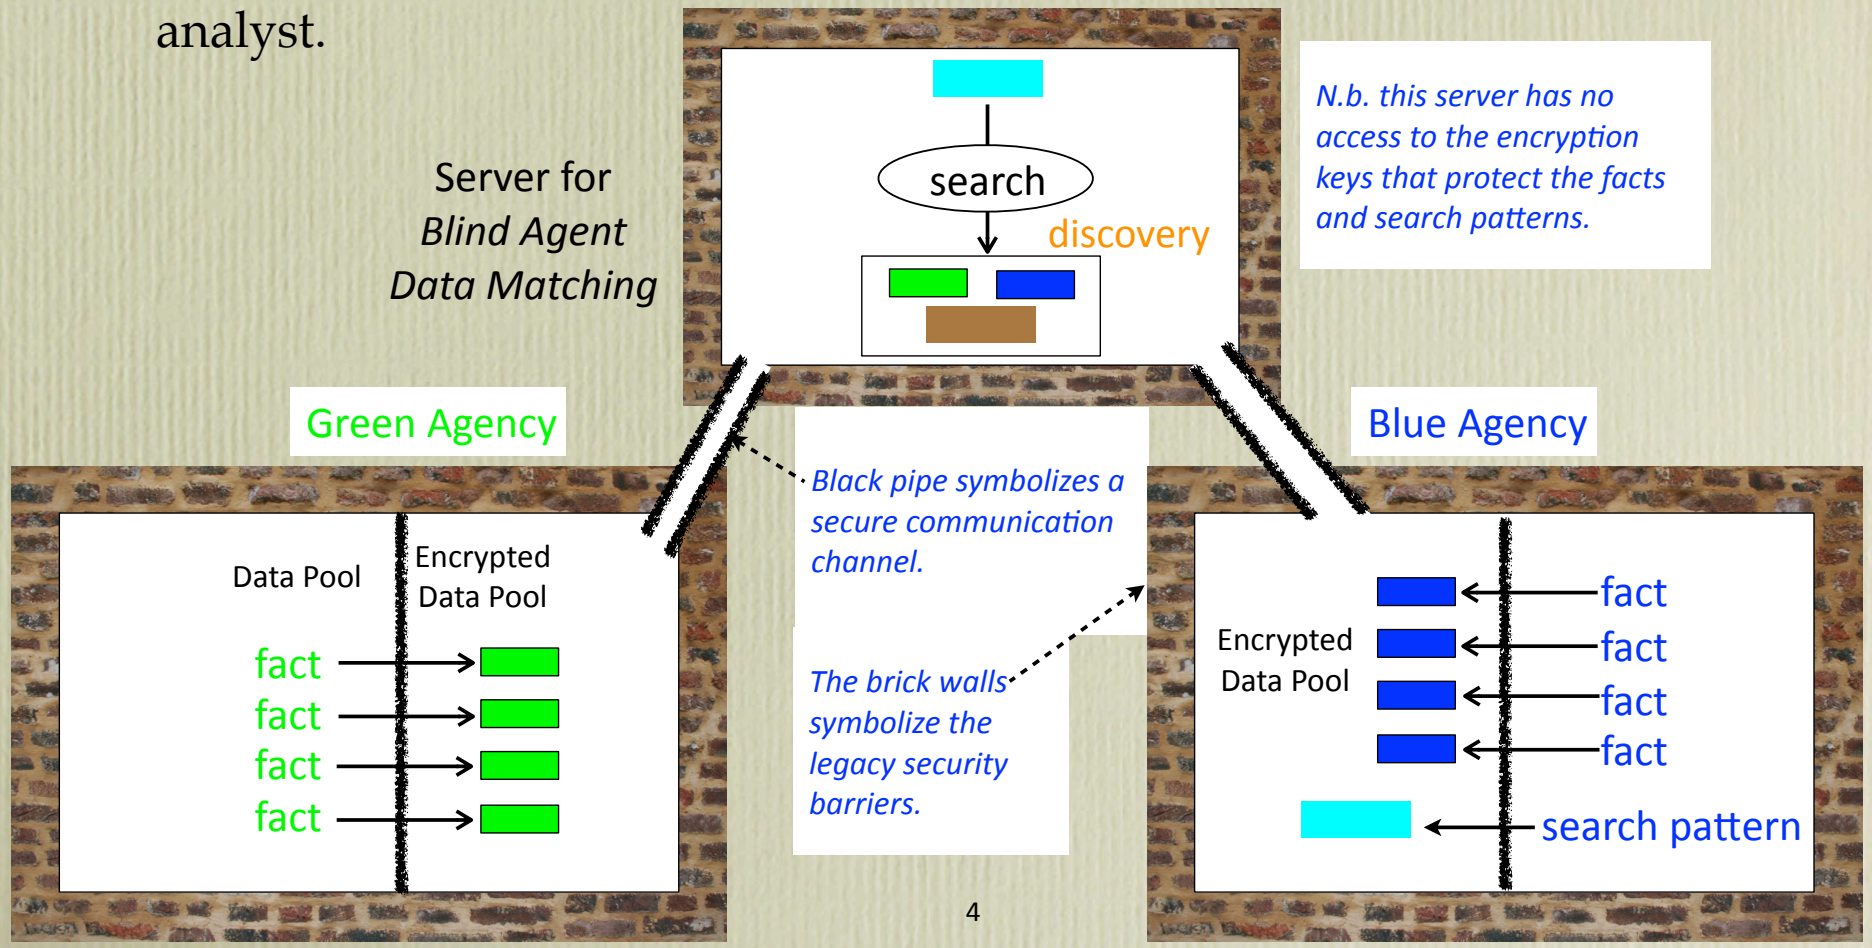 analyst.
Server for
Blind Agent
Data Matching
search
discovery
N.b. this server has no
access to the encryption
keys that protect the facts
and search patterns.
Green Agency
Blue Agency
Black pipe symbolizes a
secure communication
channel.
The brick walls
symbolize the
legacy security
barriers.
Data Pool
Encrypted
Data Pool
fact
fact
fact
fact
Encrypted
Data Pool
fact
fact
fact
fact
search pattern
4